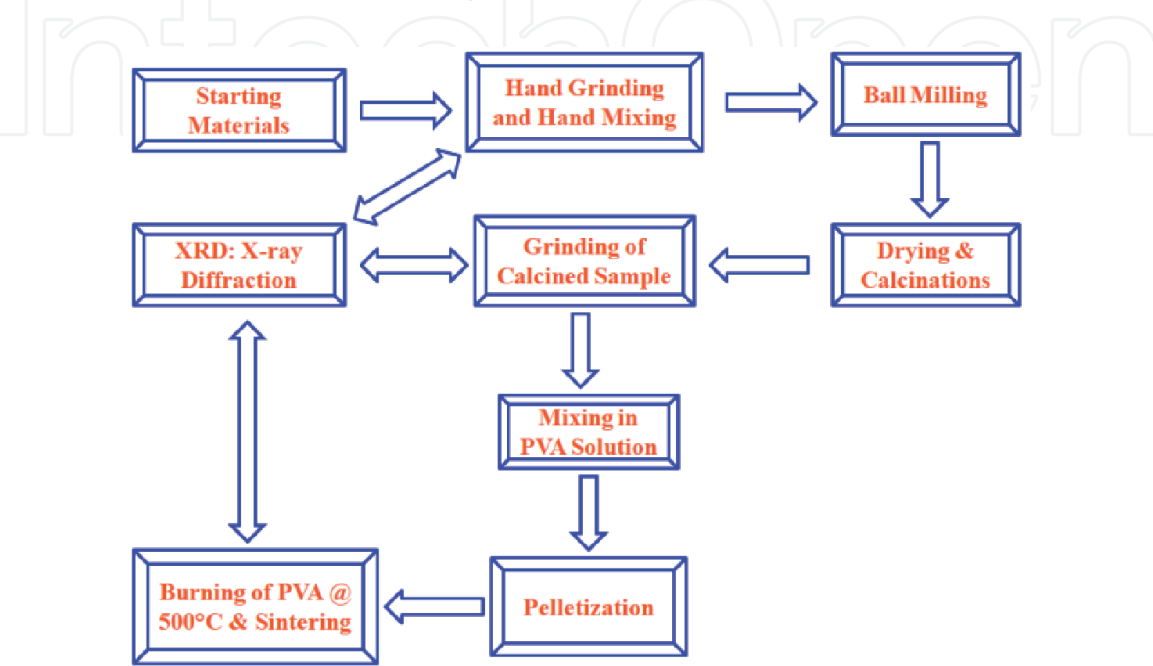 IntechOpen
Starting
Materials
Hand Grinding
and Hand Mixing
Ball Milling
XRD: X-ray
Diffraction
Grinding of
Calcined Sample
Drying &
Calcinations
Mixing in
PVA Solution
Burning of PVA @
500°C & Sintering
Pelletization